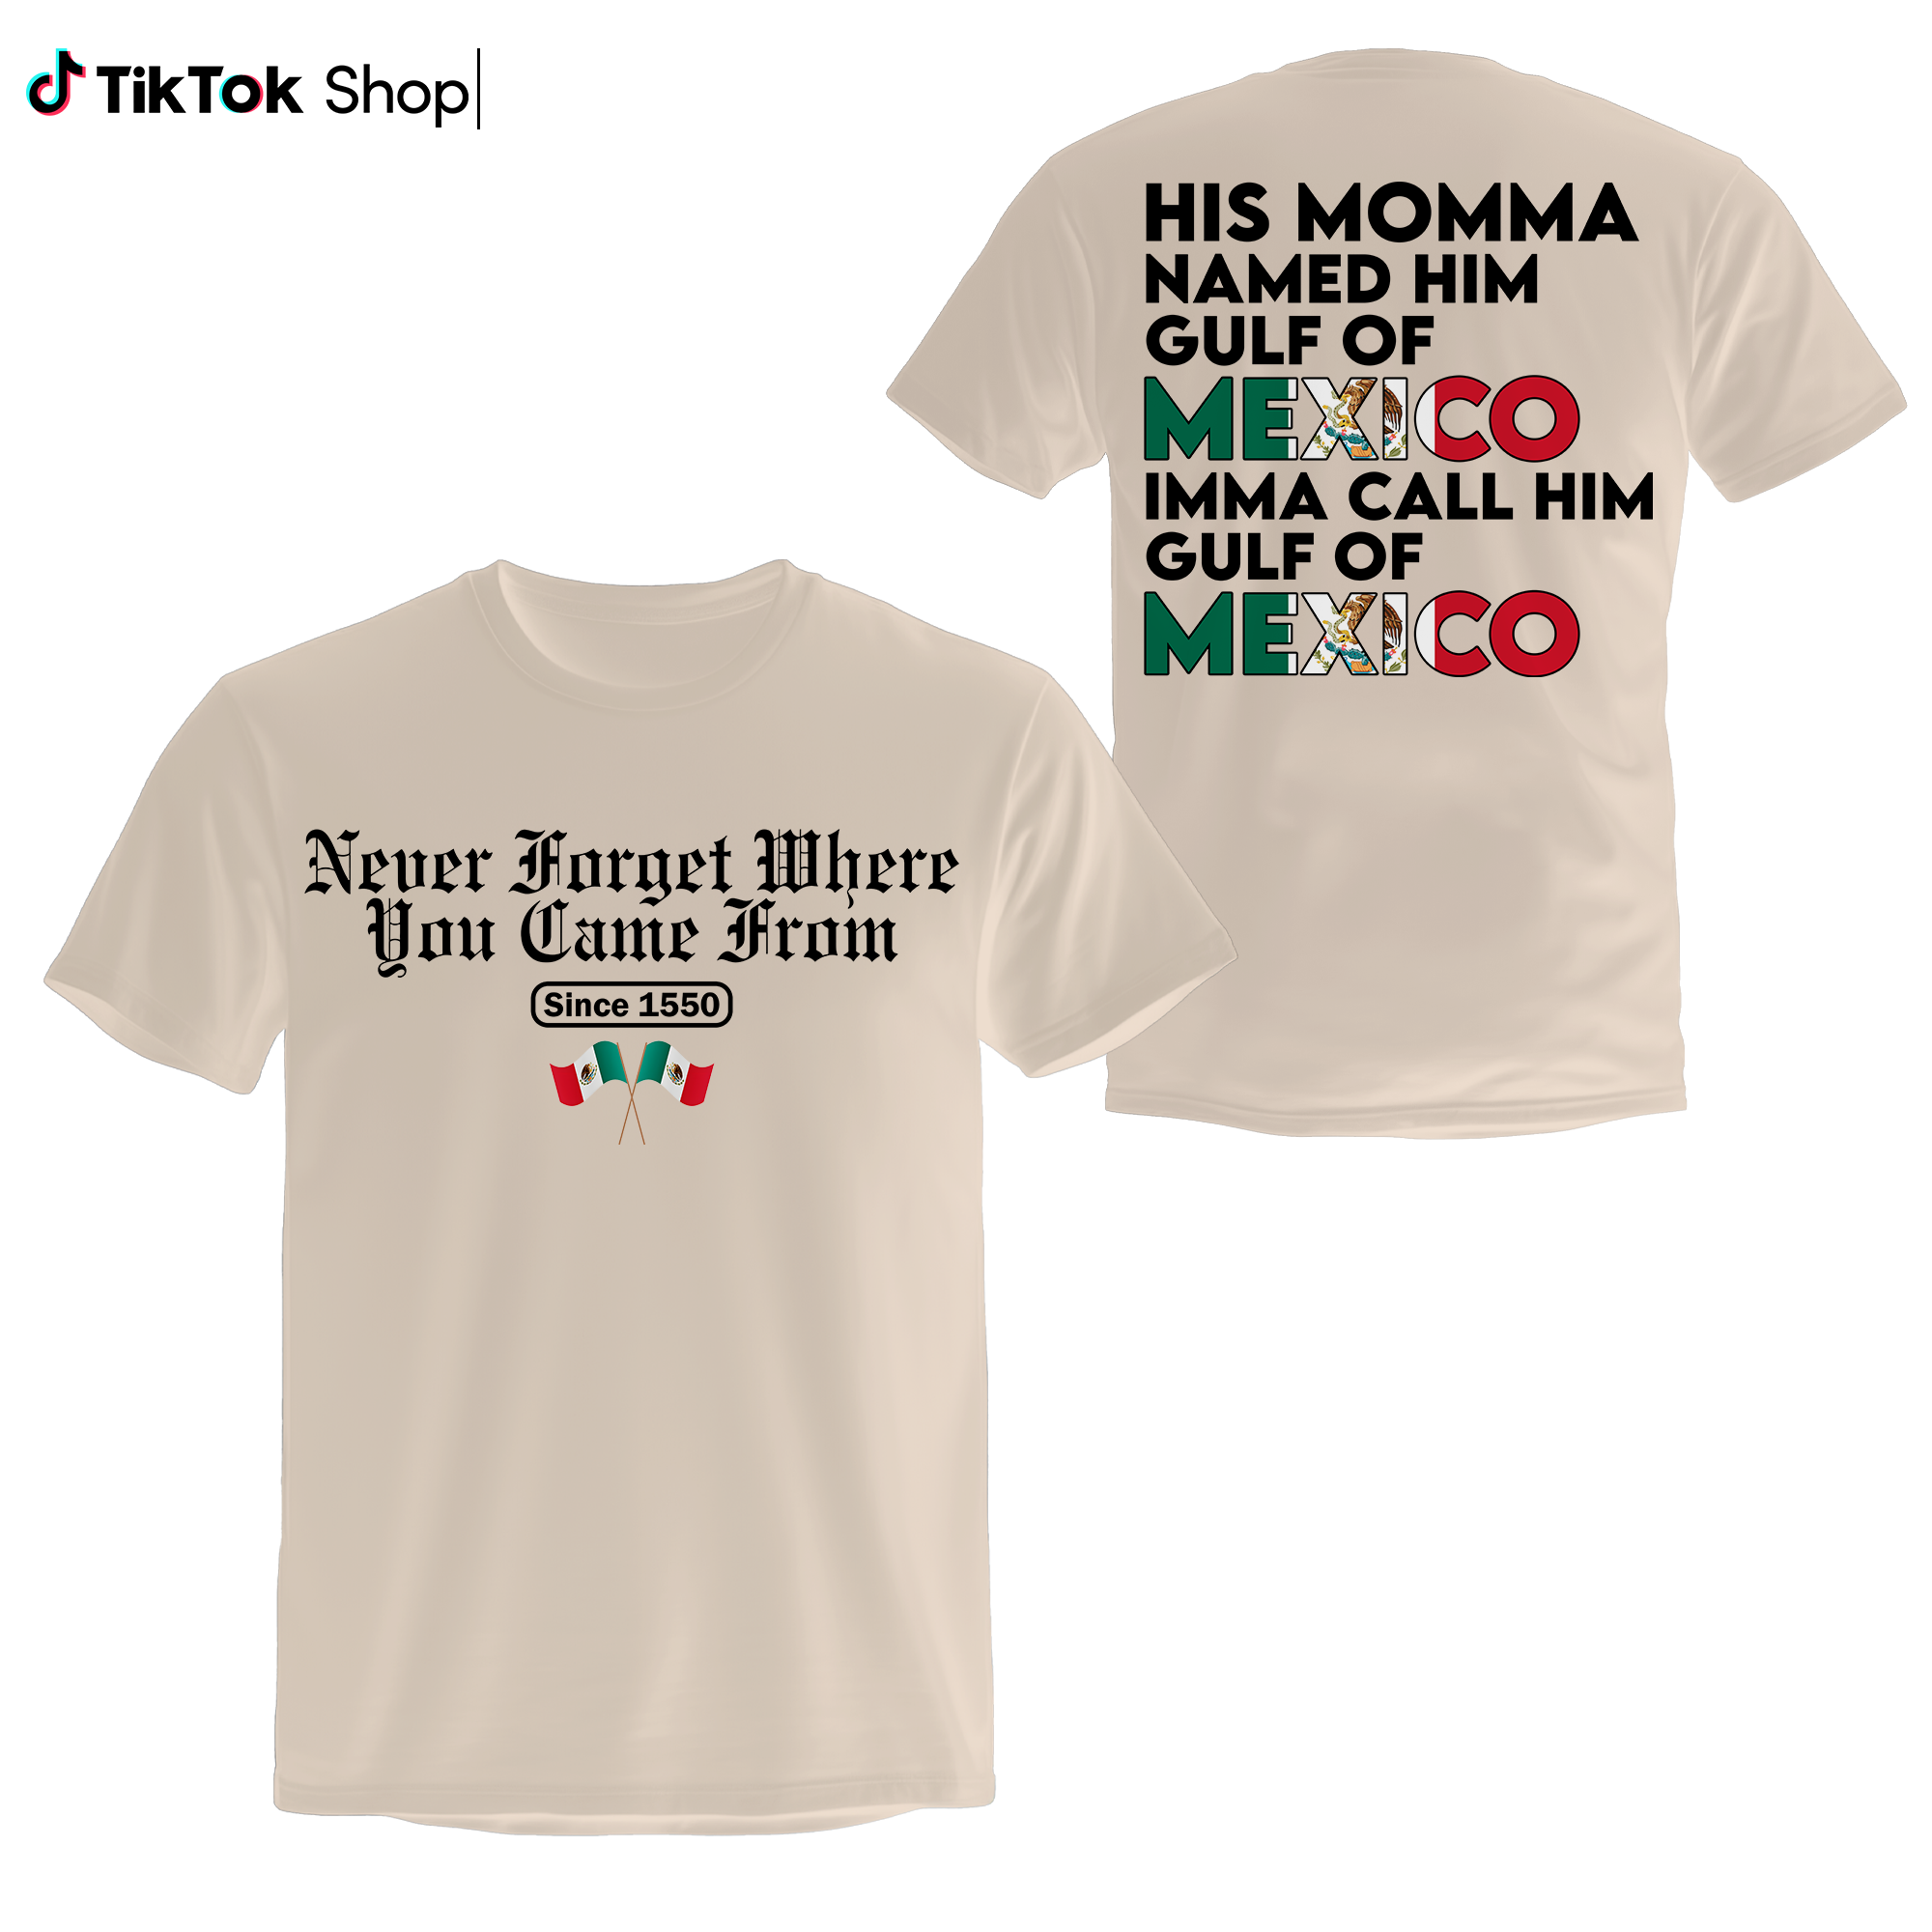 TikTok Shop
HIS MOMMA
NAMED HIM
GULF OF
MEXICO
IMMA CALL HIM
GULF OF
MEXICO
Never Forget Where
You Came From
Since 1550